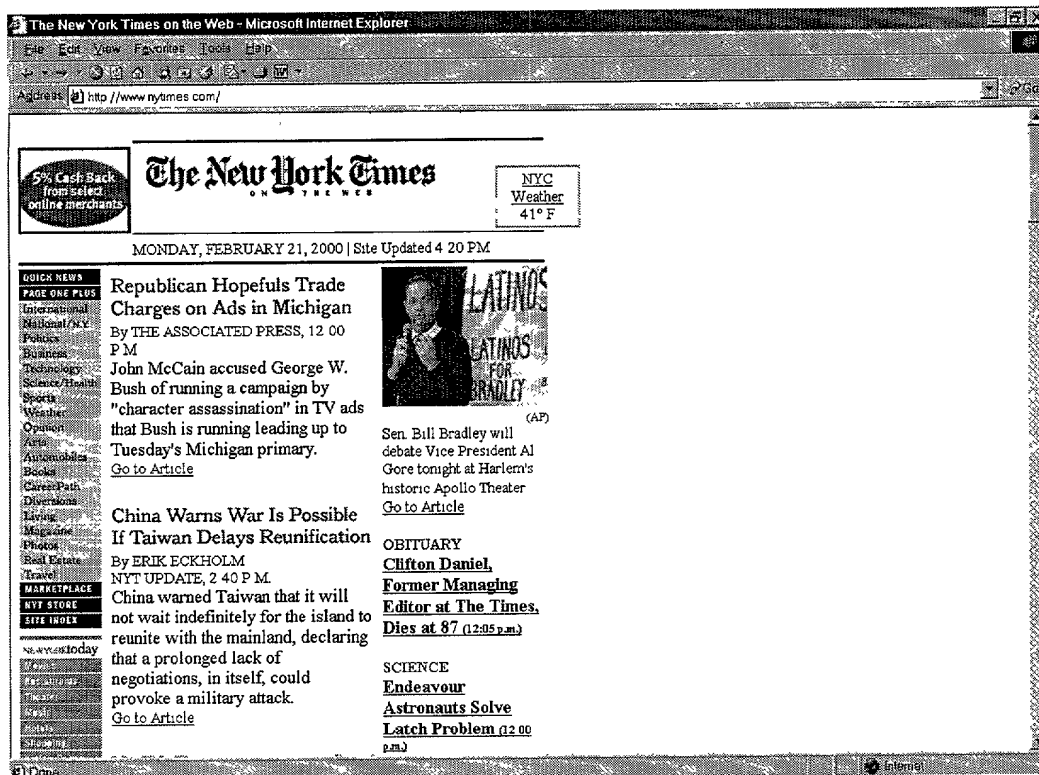 The New York Times on the Web - Microsoft Internet Explorer
File Edit View Favorites Tools Help
Address http //www nytimes com/ Go
5% Cash Back
from select
online merchants
The New York Times
ON THE WEB
NYC
Weather
41° F
MONDAY, FEBRUARY 21, 2000 | Site Updated 4 20 PM
QUICK NEWS
PAGE ONE PLUS
International
National/N.Y.
Politics
Business
Technology
Science/Health
Sports
Weather
Opinion
Arts
Automobiles
Books
CareerPath
Diversions
Living
Magazine
Photos
Real Estate
Travel
MARKETPLACE
NYT STORE
SITE INDEX
today
Shopping
Republican Hopefuls Trade
Charges on Ads in Michigan
By THE ASSOCIATED PRESS, 12 00
P M
John McCain accused George W.
Bush of running a campaign by
"character assassination" in TV ads
that Bush is running leading up to
Tuesday's Michigan primary.
Go to Article
China Warns War Is Possible
If Taiwan Delays Reunification
By ERIK ECKHOLM
NYT UPDATE, 2 40 P M.
China warned Taiwan that it will
not wait indefinitely for the island to
reunite with the mainland, declaring
that a prolonged lack of
negotiations, in itself, could
provoke a military attack.
Go to Article
LATINOS
LATINOS
FOR
BRADLEY
(AP)
Sen. Bill Bradley will
debate Vice President Al
Gore tonight at Harlem's
historic Apollo Theater
Go to Article
OBITUARY
Clifton Daniel,
Former Managing
Editor at The Times,
Dies at 87 (12:05 p.m.)
SCIENCE
Endeavour
Astronauts Solve
Latch Problem (12 00
p.m.)
Done
Internet